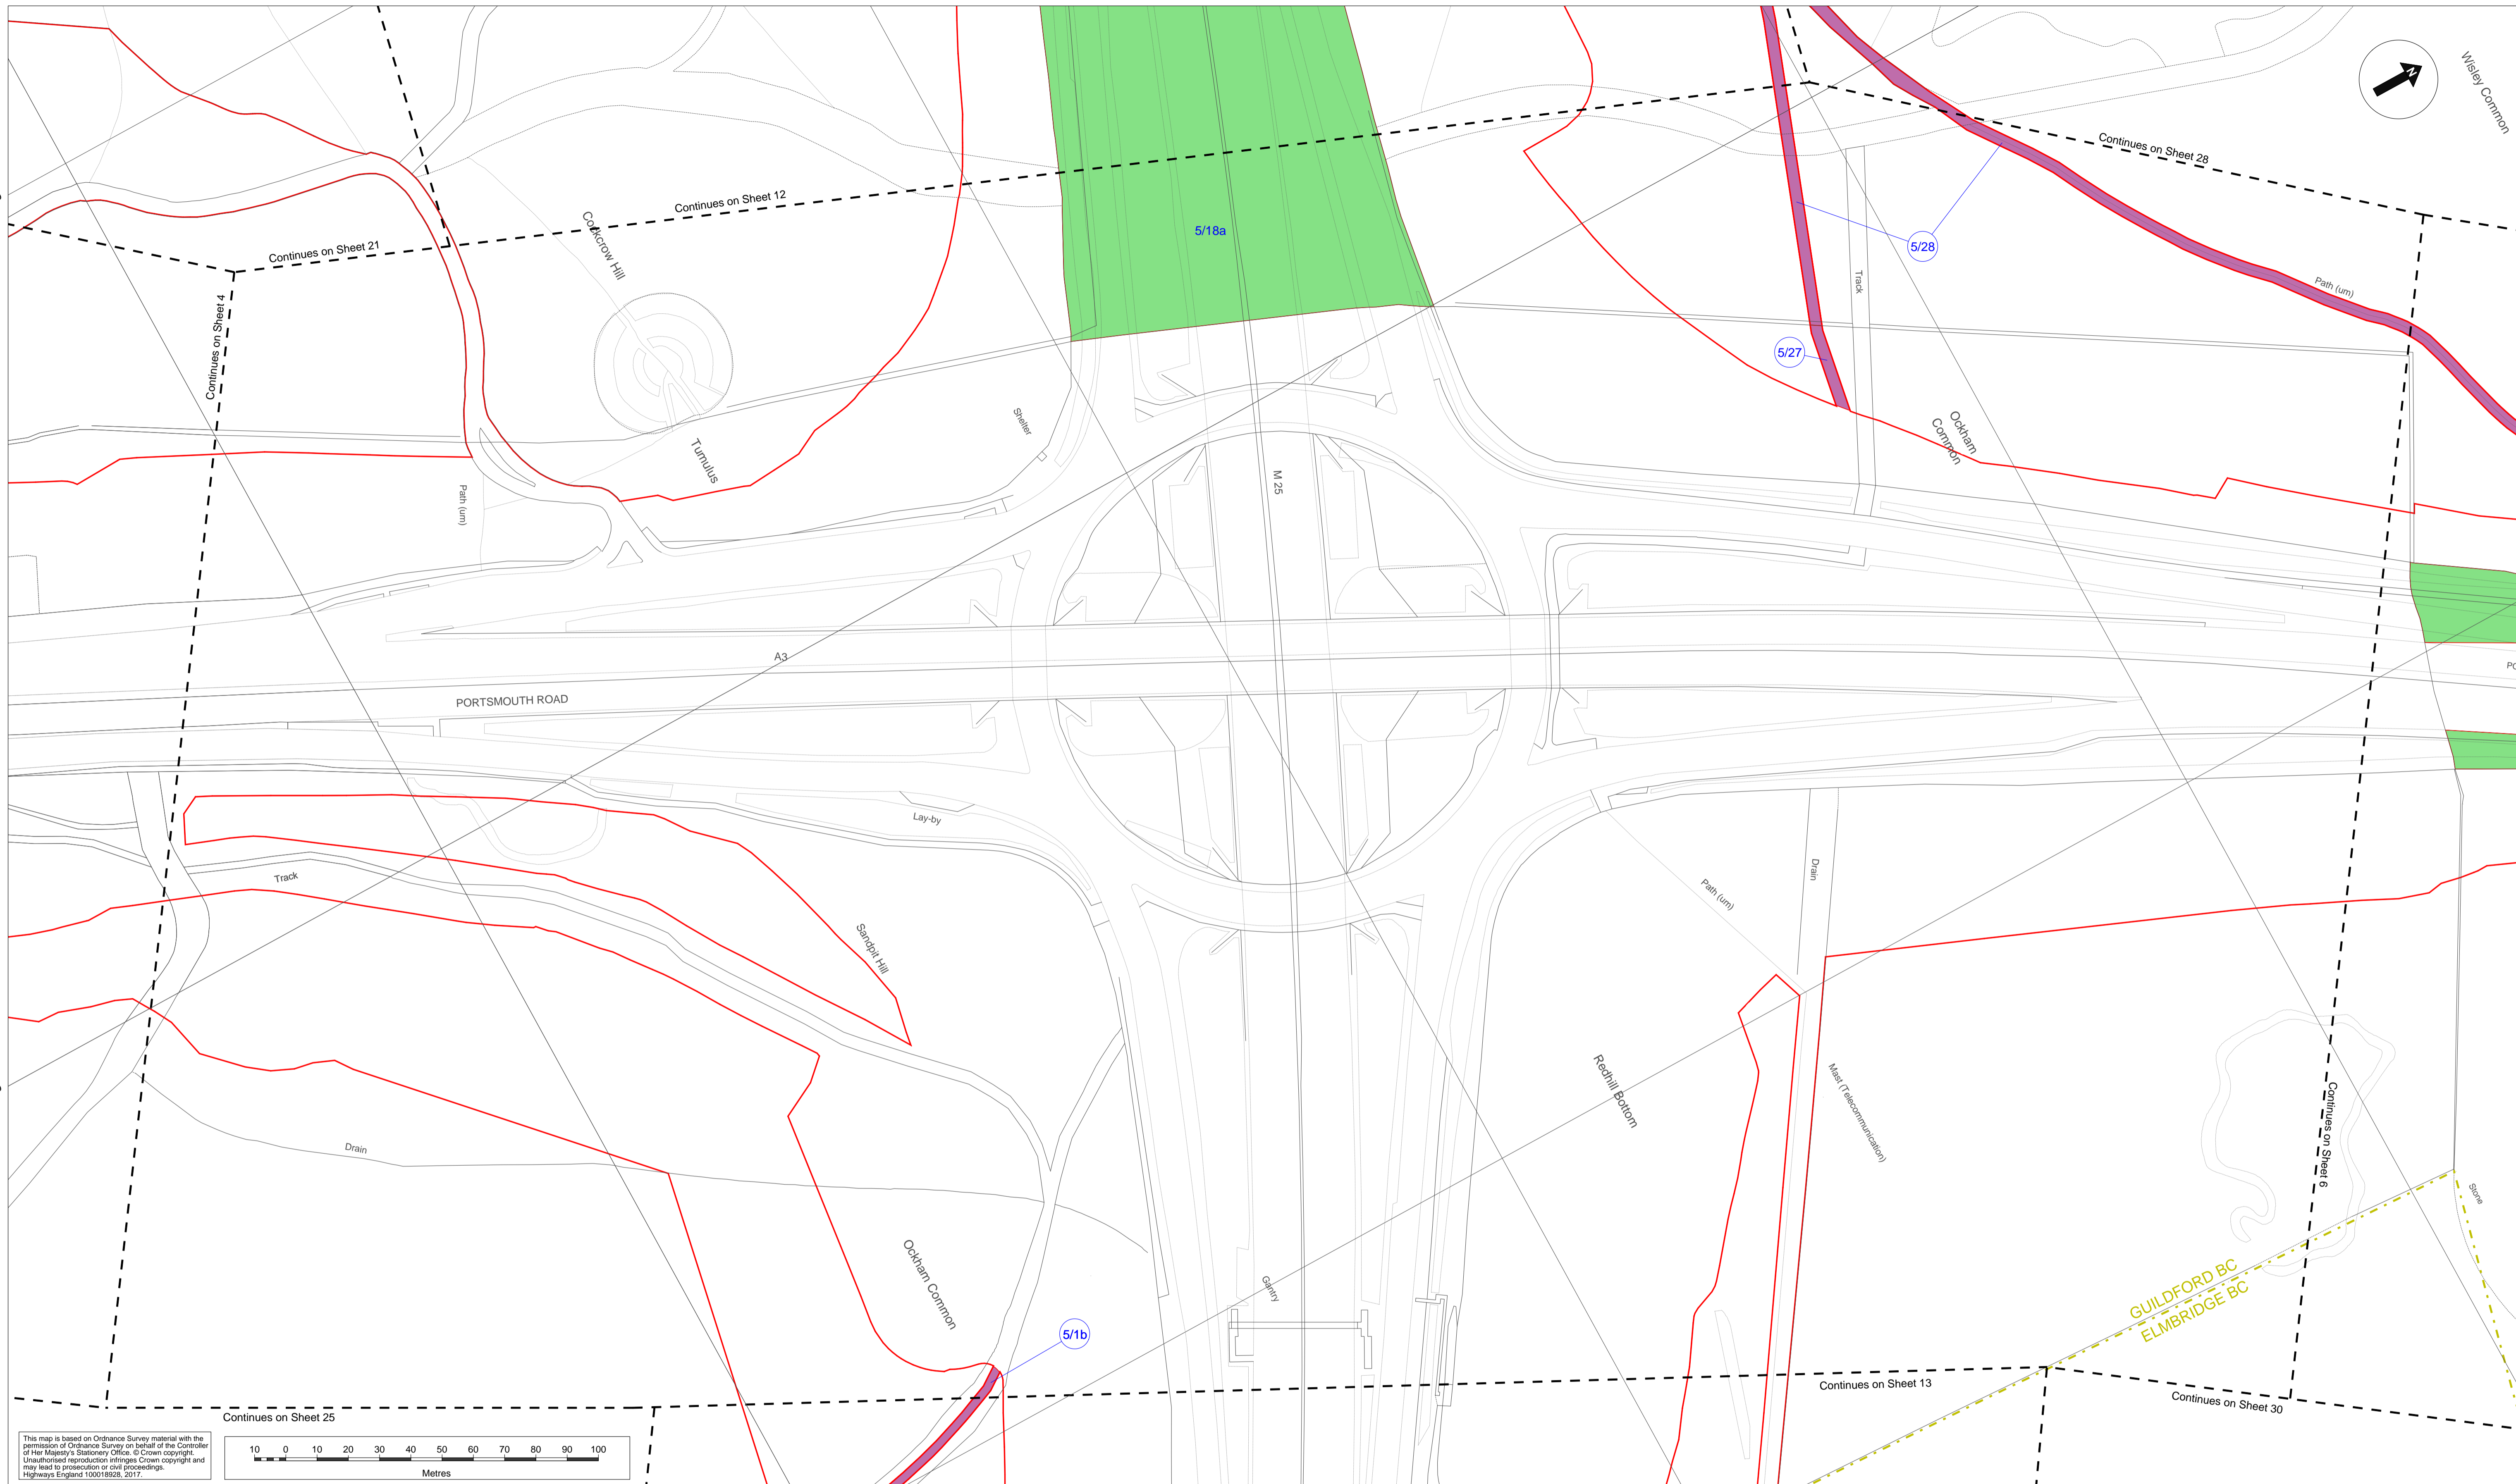 Wisley Common
N
Continues on Sheet 28
Continues on Sheet 12
Continues on Sheet 21
Continues on Sheet 4
Cockcrow Hill
5/18a
5/28
Track
Path (um)
5/27
Shelter
Ockham
Common
Tumulus
M 25
Path (um)
A3
PORTSMOUTH ROAD
Lay-by
Track
Drain
Path (um)
Sandpit Hill
Redhill Bottom
Mast (Telecommunication)
Continues on Sheet 6
Drain
Stone
Ockham Common
Gantry
GUILDFORD BC
ELMBRIDGE BC
5/1b
Continues on Sheet 13
Continues on Sheet 30
Continues on Sheet 25
This map is based on Ordnance Survey material with the
permission of Ordnance Survey on behalf of the Controller
of Her Majesty's Stationery Office. © Crown copyright.
Unauthorised reproduction infringes Crown copyright and
may lead to prosecution or civil proceedings.
Highways England 100018928, 2017.
10 0 10 20 30 40 50 60 70 80 90 100
Metres